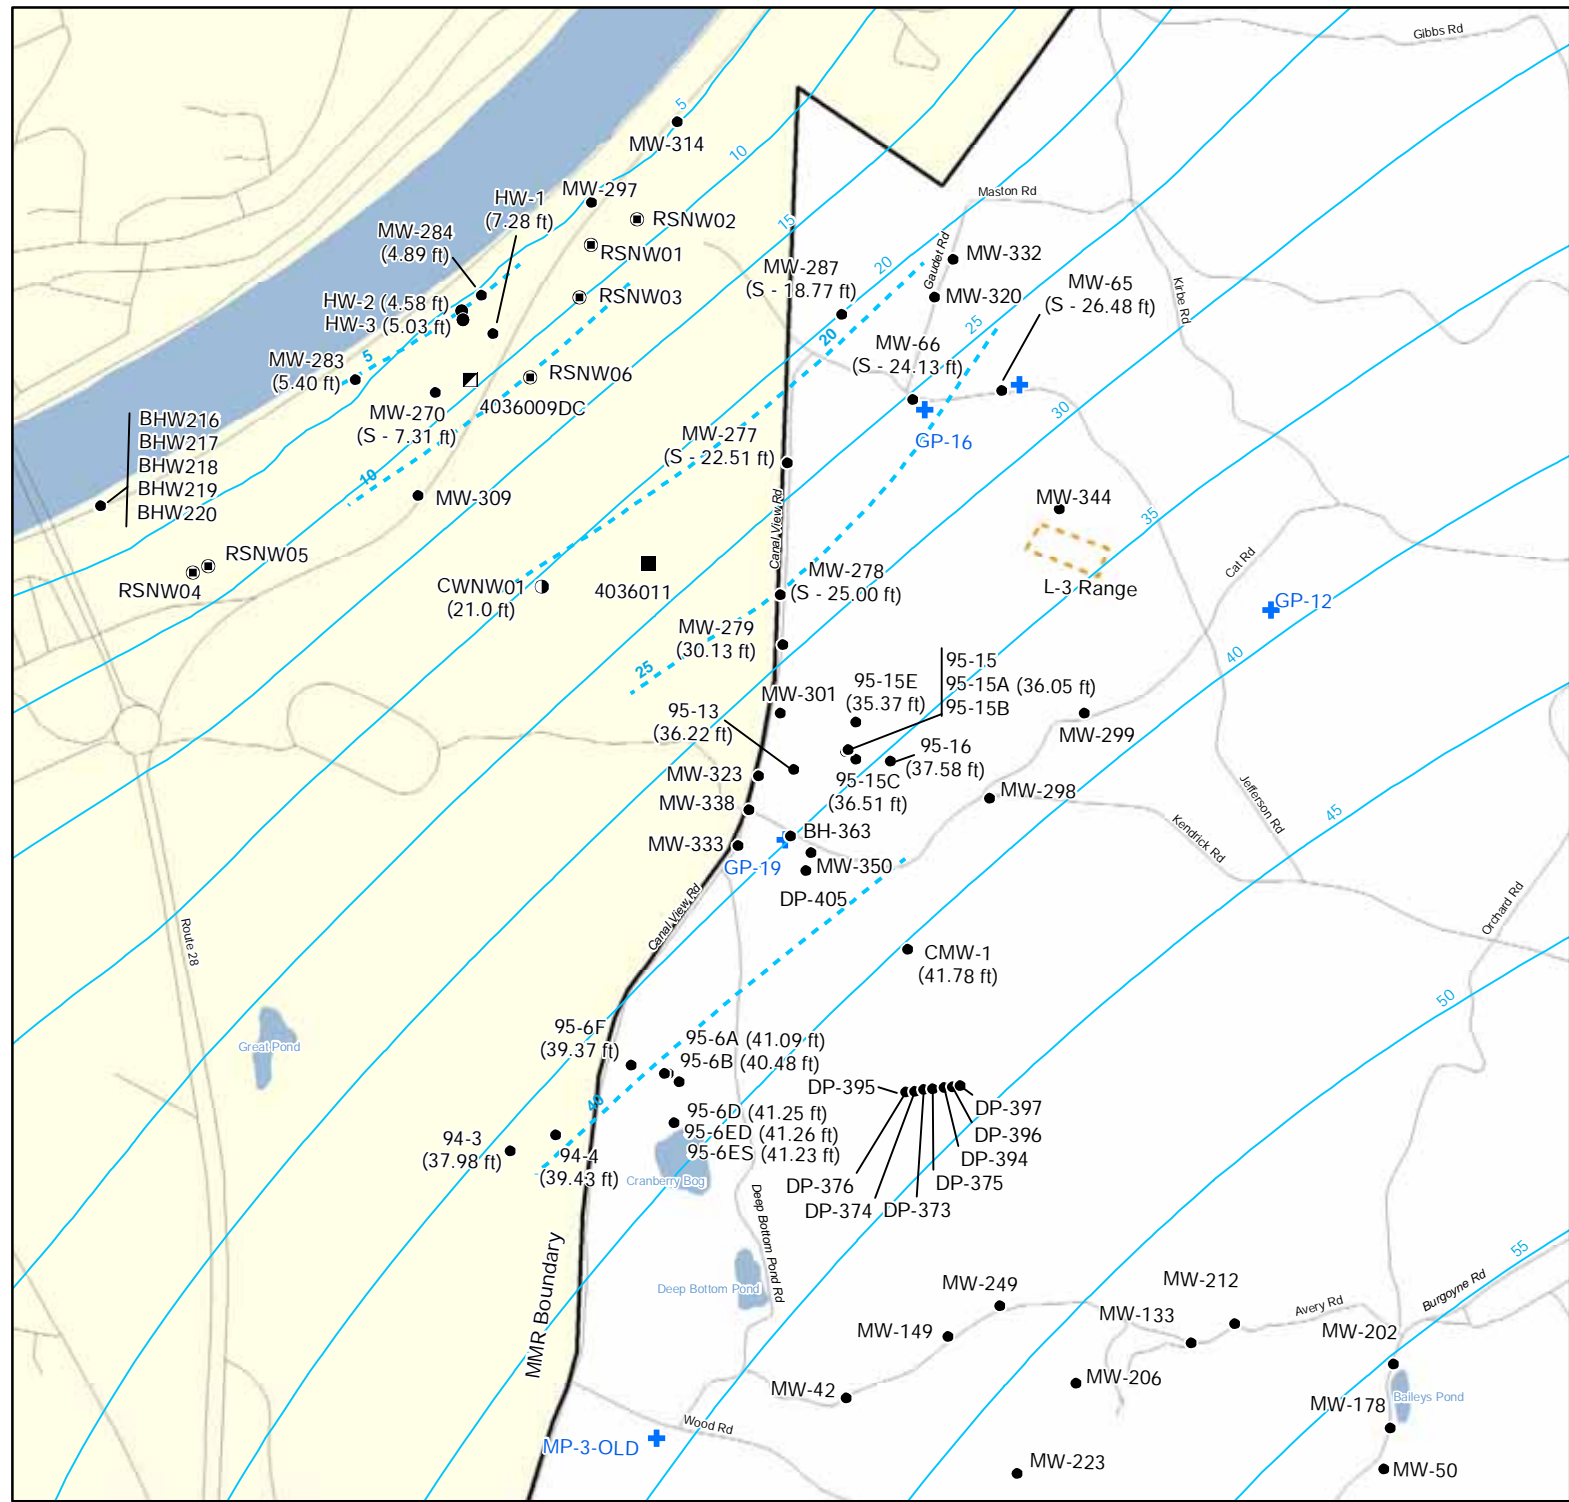 Gibbs Rd
5
MW-314
10
Maston Rd
MW-297
HW-1
(7.28 ft)
RSNW02
15
MW-284
(4.89 ft)
RSNW01
Gaudet Rd
MW-332
20
MW-287
(S - 18.77 ft)
MW-65
(S - 26.48 ft)
Kirbe Rd
HW-2 (4.58 ft)
HW-3 (5.03 ft)
RSNW03
MW-320
25
20
MW-66
(S - 24.13 ft)
5
MW-283
(5.40 ft)
RSNW06
MW-270
(S - 7.31 ft)
4036009DC
30
GP-16
BHW216
BHW217
BHW218
BHW219
BHW220
MW-277
(S - 22.51 ft)
10
MW-309
MW-344
35
Canal View Rd
RSNW05
RSNW04
CWNW01
(21.0 ft)
4036011
MW-278
(S - 25.00 ft)
L-3 Range
Cat Rd
GP-12
MW-279
(30.13 ft)
25
40
95-15
95-15A (36.05 ft)
95-15B
95-15E
(35.37 ft)
MW-301
95-13
(36.22 ft)
MW-299
95-16
(37.58 ft)
MW-323
95-15C
(36.51 ft)
MW-338
MW-298
Jefferson Rd
45
BH-363
MW-333
GP-19
MW-350
DP-405
Kendrick Rd
Canal View Rd
Orchard Rd
Route 28
CMW-1
(41.78 ft)
50
95-6F
(39.37 ft)
95-6A (41.09 ft)
95-6B (40.48 ft)
Great Pond
DP-395
DP-397
40
95-6D (41.25 ft)
95-6ED (41.26 ft)
95-6ES (41.23 ft)
DP-396
94-3
(37.98 ft)
94-4
(39.43 ft)
DP-394
Cranberry Bog
DP-376
DP-375
DP-374
DP-373
Deep Bottom Pond Rd
55
MMR Boundary
Deep Bottom Pond
MW-249
MW-212
MW-133
Avery Rd
Burgoyne Rd
MW-149
MW-202
MW-206
MW-42
Baileys Pond
MW-178
Wood Rd
MP-3-OLD
MW-223
MW-50